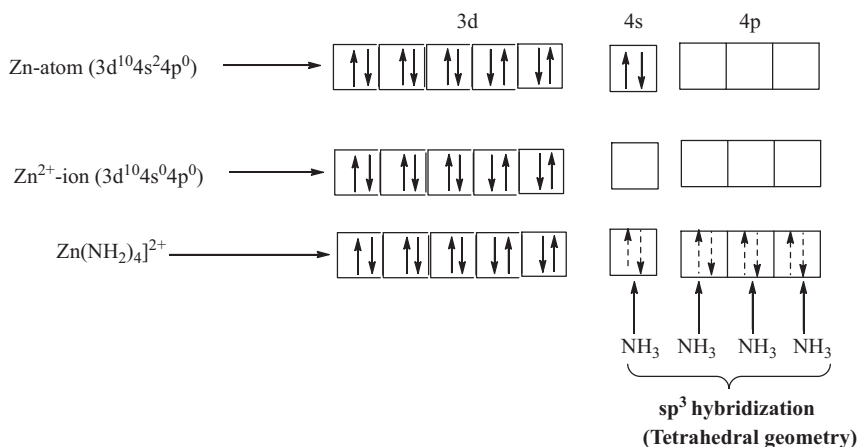 3d 4s 4p
Zn-atom (3d¹⁰4s²4p⁰)
Zn²⁺-ion (3d¹⁰4s⁰4p⁰)
Zn(NH₂)₄]²⁺
NH₃ NH₃ NH₃ NH₃
sp³ hybridization
(Tetrahedral geometry)